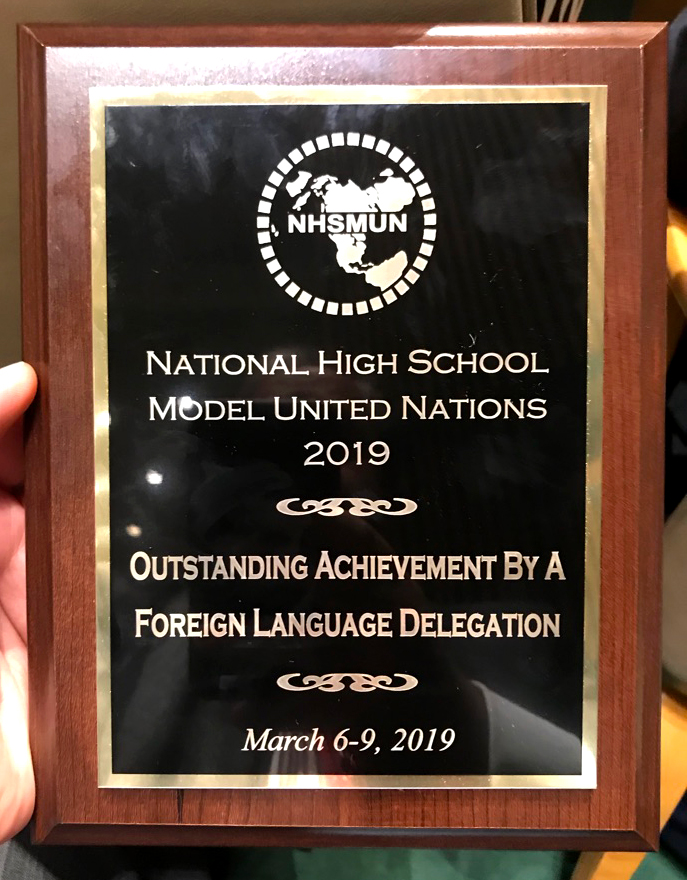 NHSMUN
NATIONAL HIGH SCHOOL
MODEL UNITED NATIONS
2019
OUTSTANDING ACHIEVEMENT BY A
FOREIGN LANGUAGE DELEGATION
March 6-9, 2019